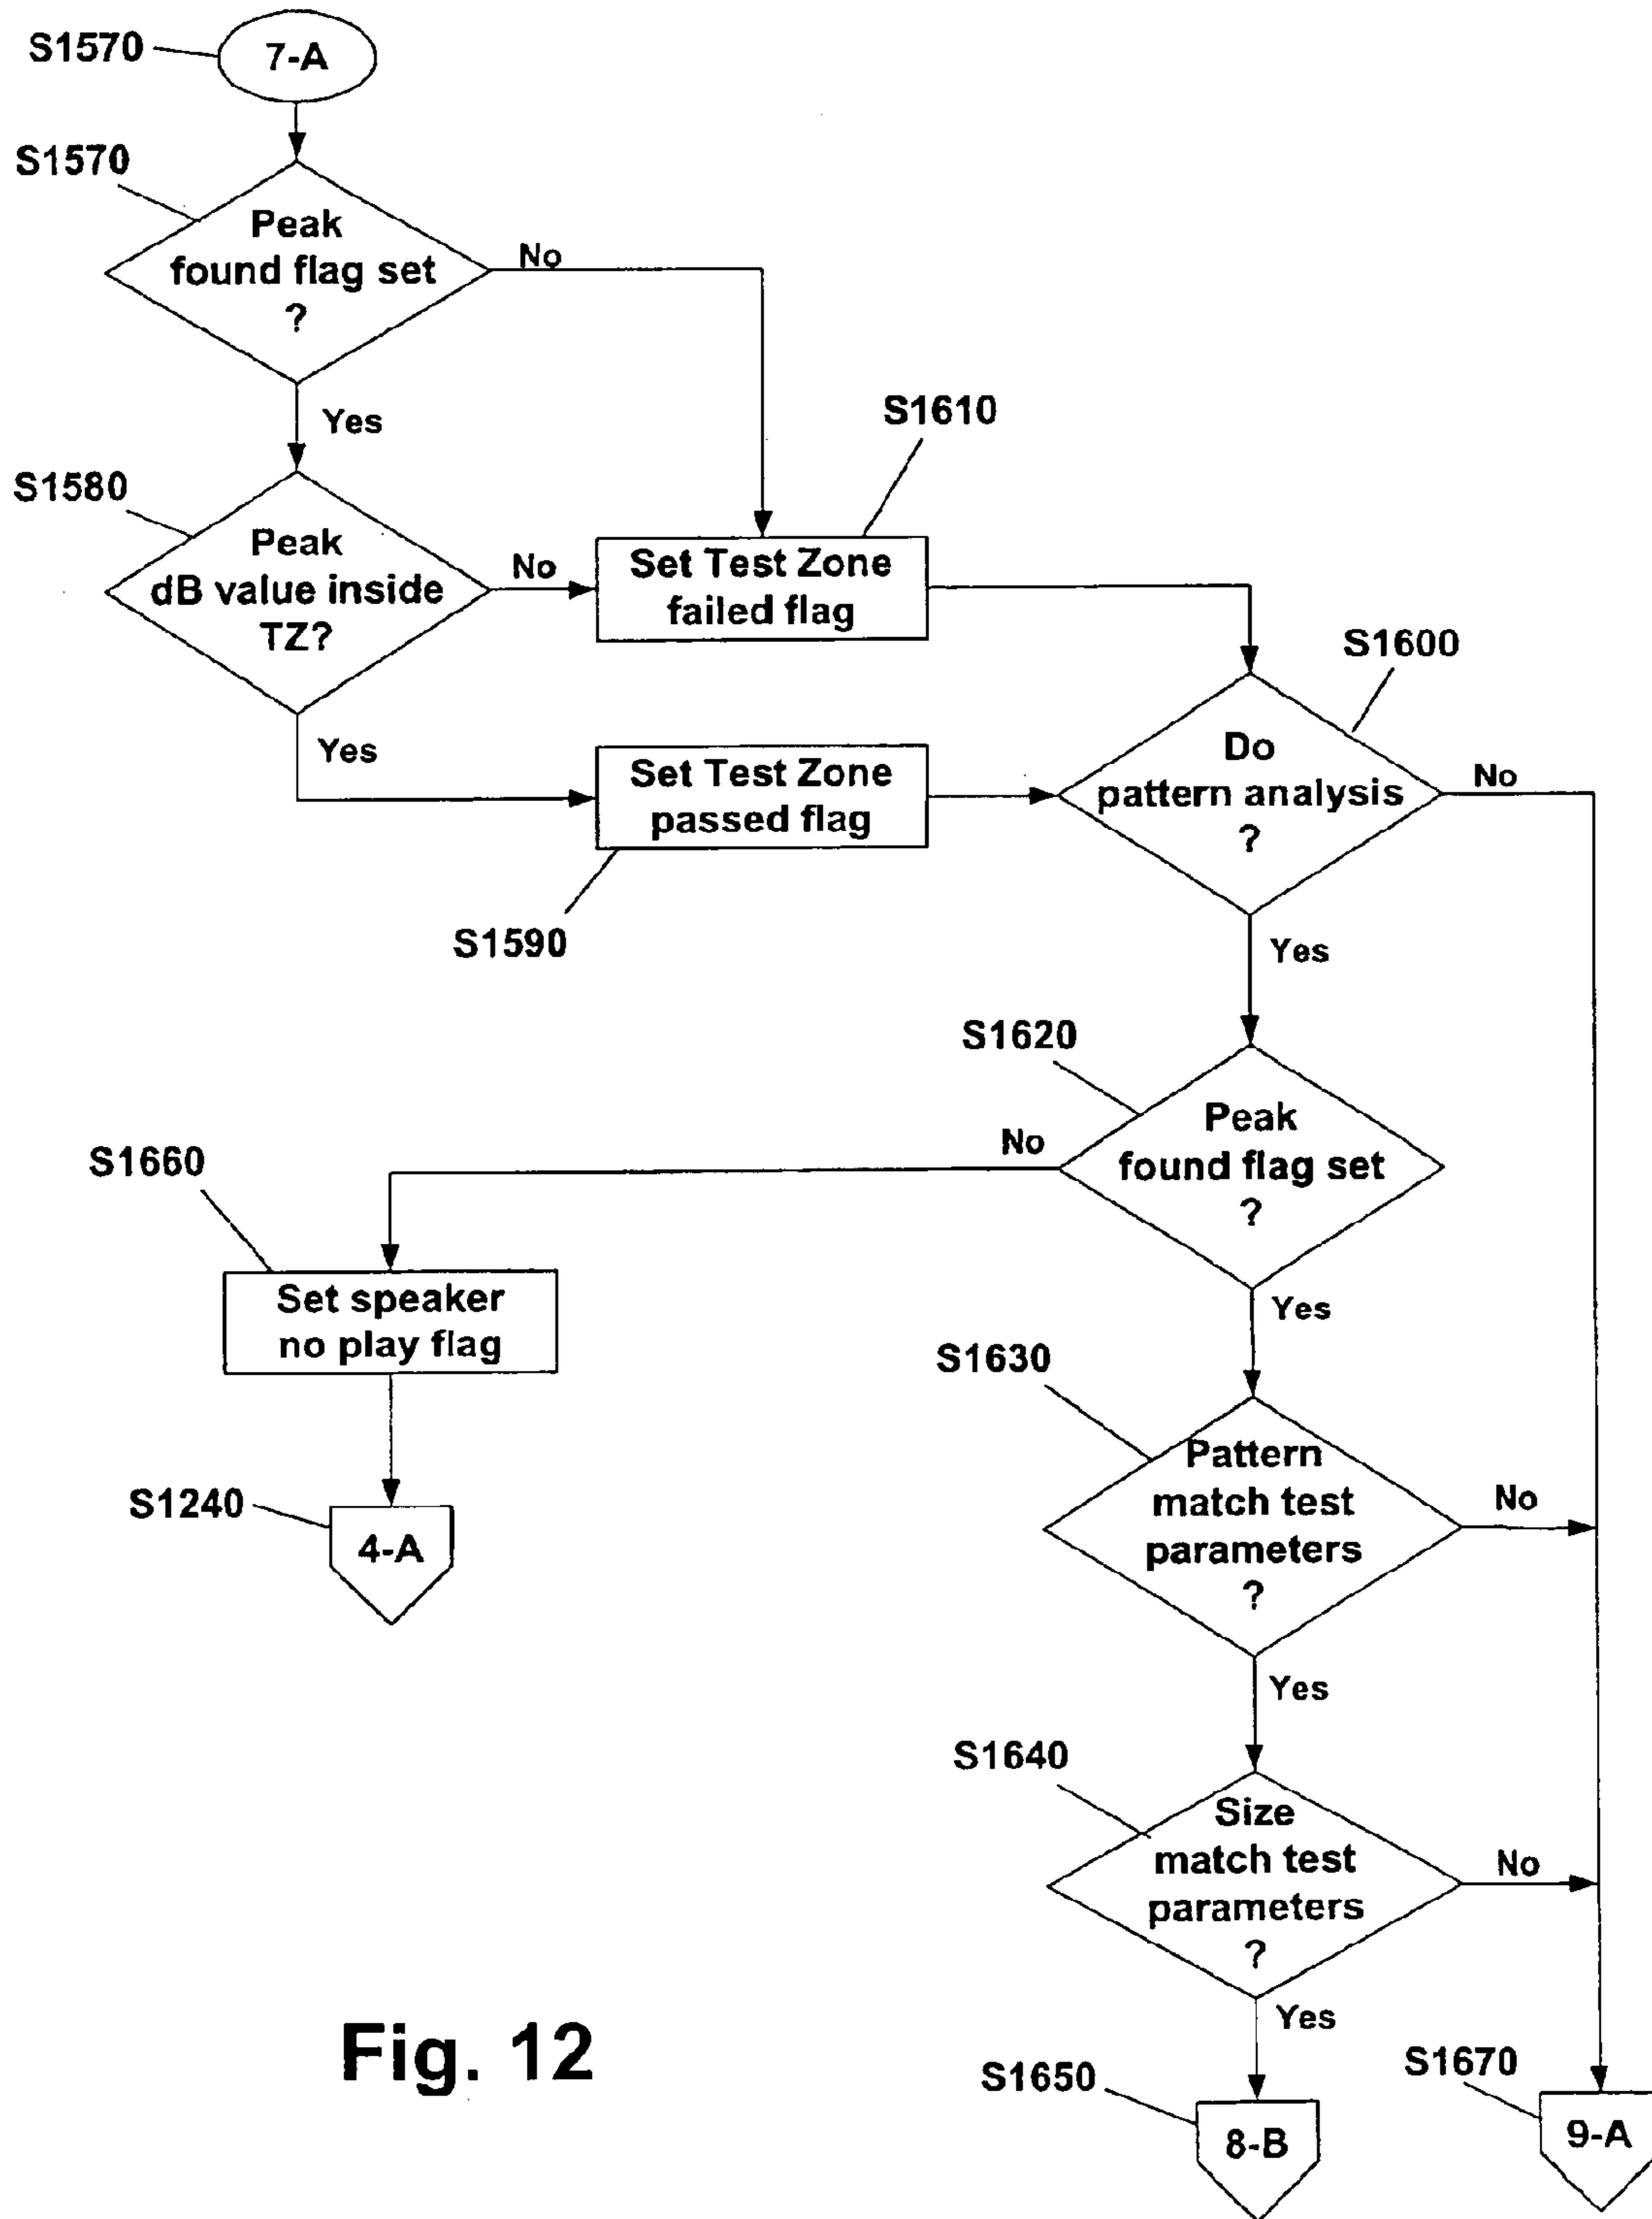 S1570
7-A
S1570
Peak
found flag set
?
No
Yes
S1610
S1580
Peak
dB value inside
TZ?
No
Set Test Zone
failed flag
S1600
Yes
Set Test Zone
passed flag
Do
pattern analysis
?
No
S1590
Yes
S1620
Peak
found flag set
?
No
S1660
Set speaker
no play flag
Yes
S1630
Pattern
match test
parameters
?
No
S1240
4-A
Yes
S1640
Size
match test
parameters
?
No
Yes
Fig. 12
S1650
8-B
S1670
9-A